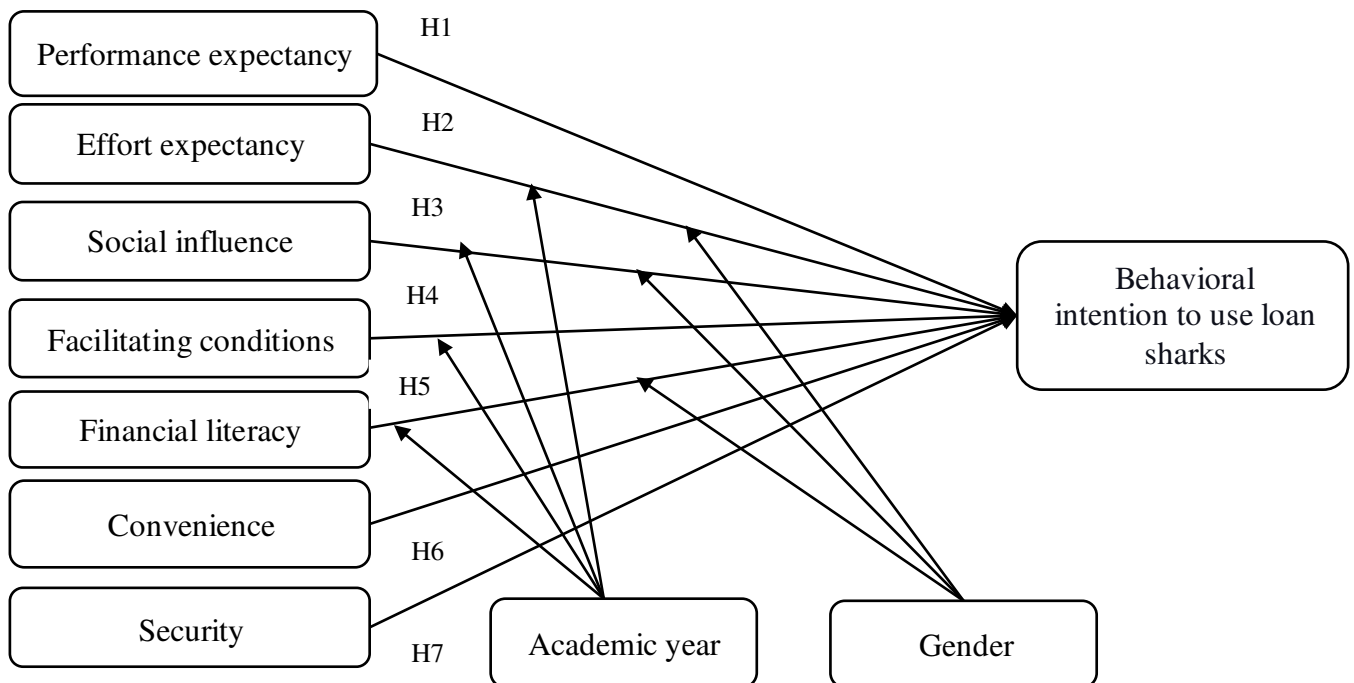 H1
Performance expectancy
H2
Effort expectancy
H3
Social influence
H4
Facilitating conditions
H5
Financial literacy
Convenience
H6
Security
H7
Academic year
Gender
Behavioral
intention to use loan
sharks